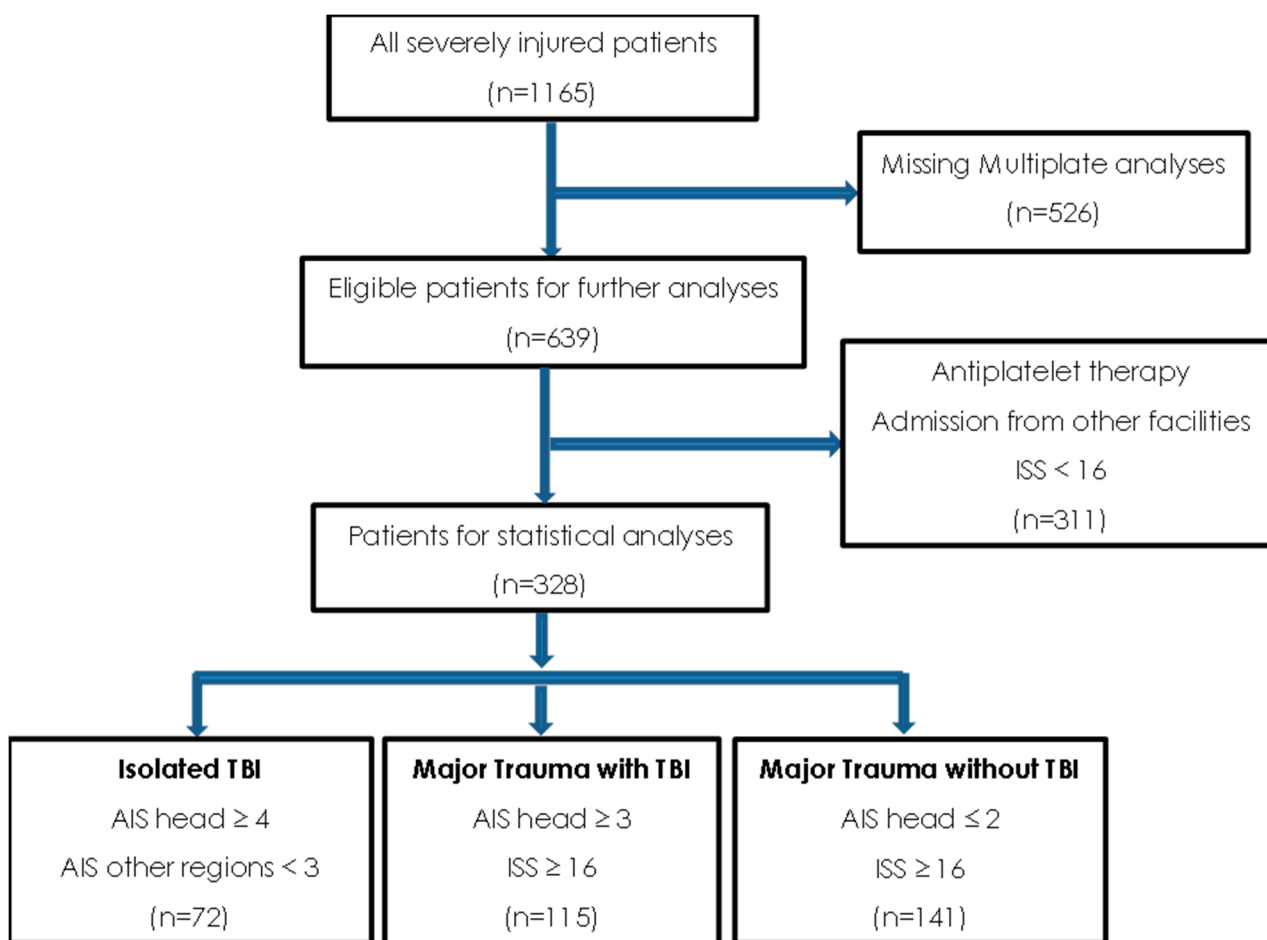 All severely injured patients
(n=1165)
Missing Multiplate analyses
(n=526)
Eligible patients for further analyses
(n=639)
Antiplatelet therapy
Admission from other facilities
ISS < 16
(n=311)
Patients for statistical analyses
(n=328)
Isolated TBI
AIS head ≥ 4
AIS other regions < 3
(n=72)
Major Trauma with TBI
AIS head ≥ 3
ISS ≥ 16
(n=115)
Major Trauma without TBI
AIS head ≤ 2
ISS ≥ 16
(n=141)